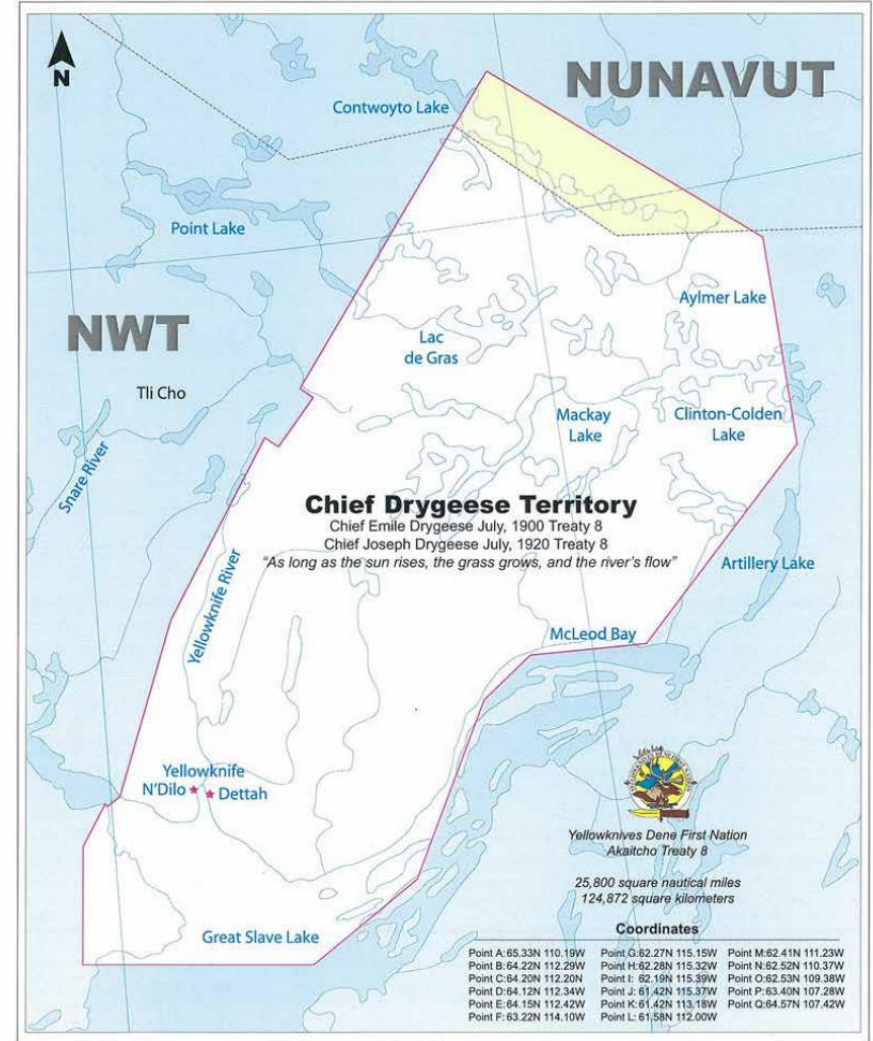 N
NUNAVUT
Contwoyto Lake
Point Lake
Aylmer Lake
NWT
Lac
de Gras
Tli Cho
Mackay
Lake
Clinton-Colden
Lake
Snare River
Chief Drygeese Territory
Chief Emile Drygeese July, 1900 Treaty 8
Chief Joseph Drygeese July, 1920 Treaty 8
"As long as the sun rises, the grass grows, and the river's flow"
Artillery Lake
Yellowknife River
McLeod Bay
Yellowknife
N'Dilo
Dettah
Yellowknives Dene First Nation
Akaitcho Treaty 8
25,800 square nautical miles
124,872 square kilometers
Great Slave Lake
Coordinates
Point A:65.33N 110.19W Point G:62.27N 115.15W Point M:62.41N 111.23W
Point B:64.22N 112.29W Point H:62.28N 115.32W Point N:62.52N 110.37W
Point C:64.20N 112.20N Point I: 62.19N 115.39W Point O:62.53N 109.38W
Point D:64.12N 112.34W Point J: 61.42N 115.37W Point P:63.40N 107.28W
Point E:64.15N 112.42W Point K:61.42N 113.18W Point Q:64.57N 107.42W
Point F:63.22N 114.10W Point L: 61.58N 112.00W